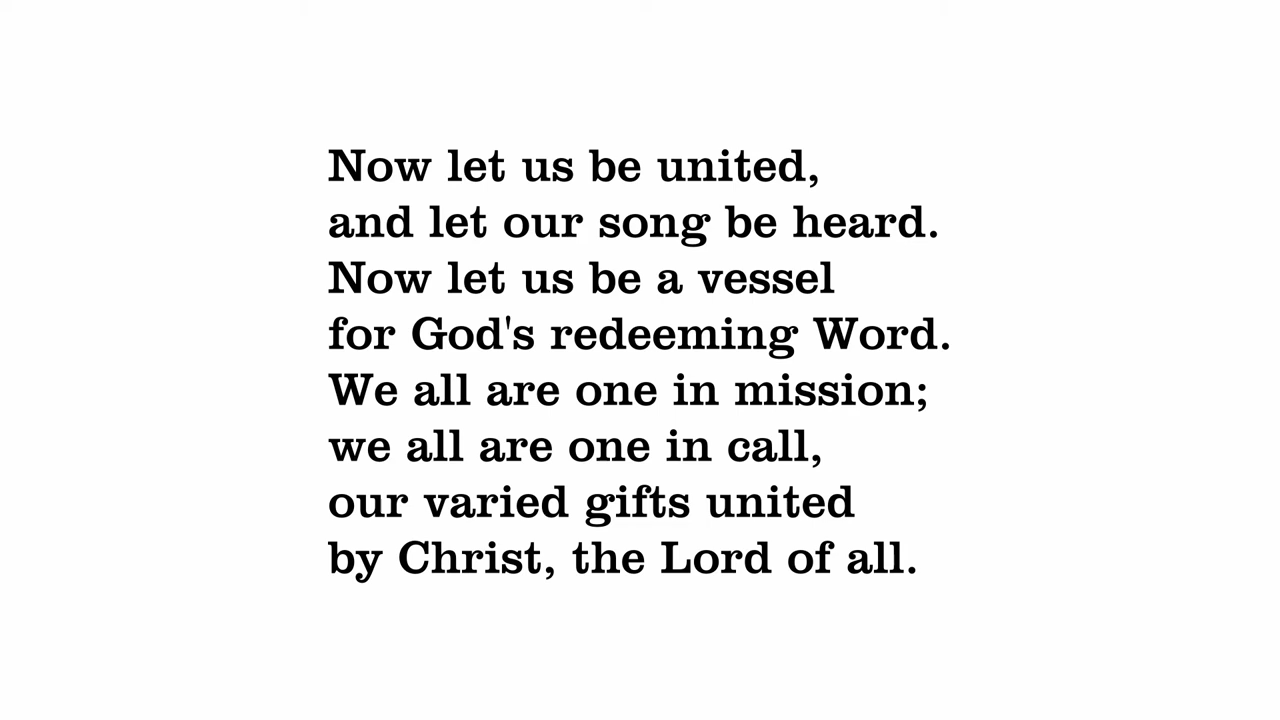 Now let us be united,
and let our song be heard.
Now let us be a vessel
for God's redeeming Word.
We all are one in mission;
we all are one in call,
our varied gifts united
by Christ, the Lord of all.